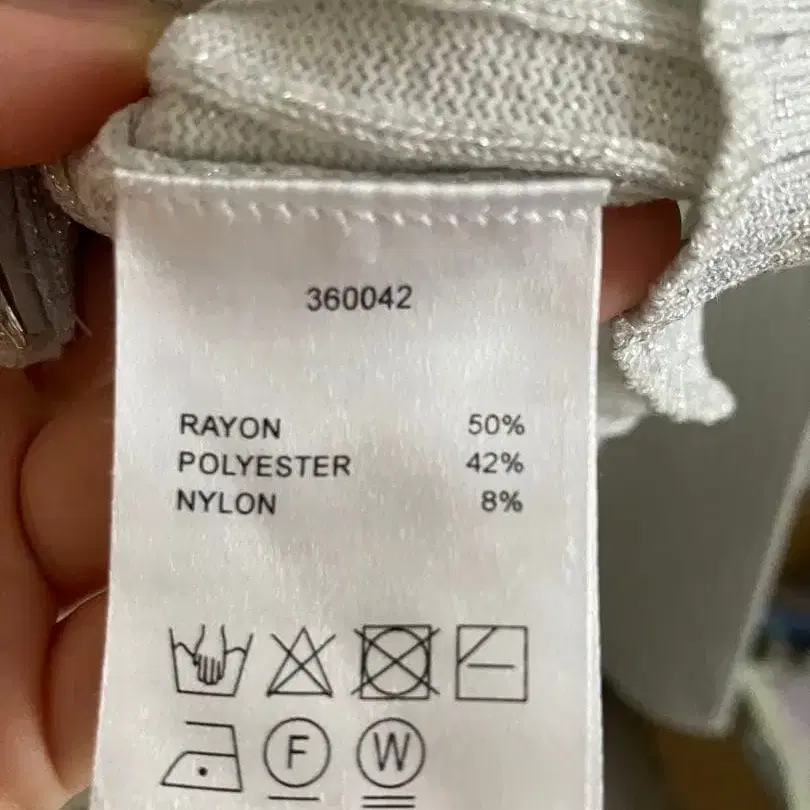 360042
RAYON 50%
POLYESTER 42%
NYLON 8%
F W